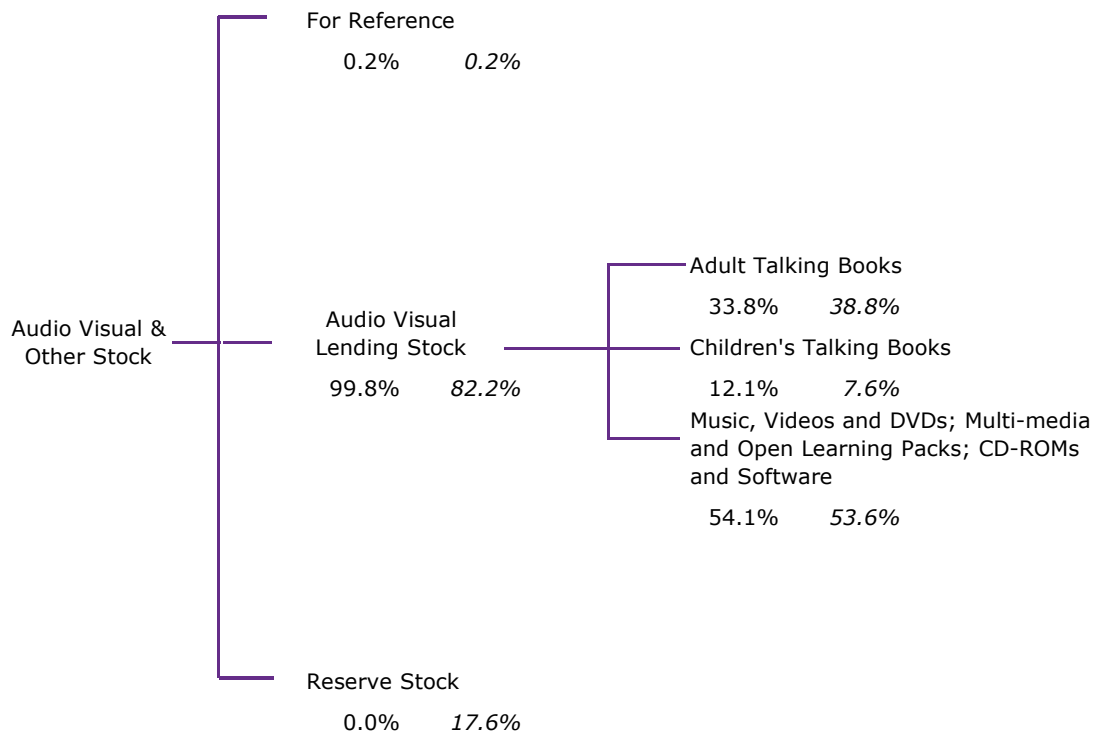 For Reference
0.2% 0.2%
Audio Visual &
Other Stock
Audio Visual
Lending Stock
99.8% 82.2%
Adult Talking Books
33.8% 38.8%
Children's Talking Books
12.1% 7.6%
Music, Videos and DVDs; Multi-media
and Open Learning Packs; CD-ROMs
and Software
54.1% 53.6%
Reserve Stock
0.0% 17.6%